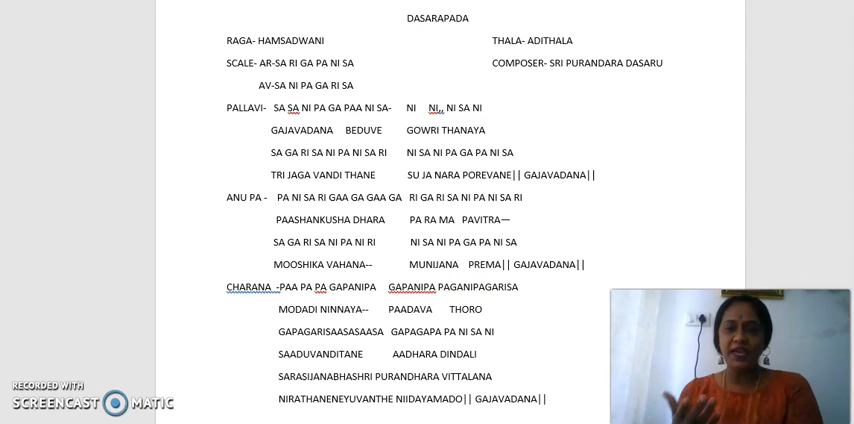 DASARAPADA
RAGA- HAMSADWANI THALA- ADITHALA
SCALE- AR-SA RI GA PA NI SA COMPOSER- SRI PURANDARA DASARU
AV-SA NI PA GA RI SA
PALLAVI- SA SA NI PA GA PAA NI SA- NI NI,, NI SA NI
GAJAVADANA BEDUVE GOWRI THANAYA
SA GA RI SA NI PA NI SA RI NI SA NI PA GA PA NI SA
TRI JAGA VANDI THANE SU JA NARA POREVANE|| GAJAVADANA||
ANU PA - PA NI SA RI GAA GA GAA GA RI GA RI SA NI PA NI SA RI
PAASHANKUSHA DHARA PA RA MA PAVITRA—
SA GA RI SA NI PA NI RI NI SA NI PA GA PA NI SA
MOOSHIKA VAHANA-- MUNIJANA PREMA|| GAJAVADANA||
CHARANA -PAA PA PA GAPANIPA GAPANIPA PAGANIPAGARISA
MODADI NINNAYA-- PAADAVA THORO
GAPAGARISAASASAASA GAPAGAPA PA NI SA NI
SAADUVANDITANE AADHARA DINDALI
SARASIJANABHASHRI PURANDHARA VITTALANA
NIRATHANENEYUVANTHE NIIDAYAMADO|| GAJAVADANA||
RECORDED WITH
SCREENCAST MATIC